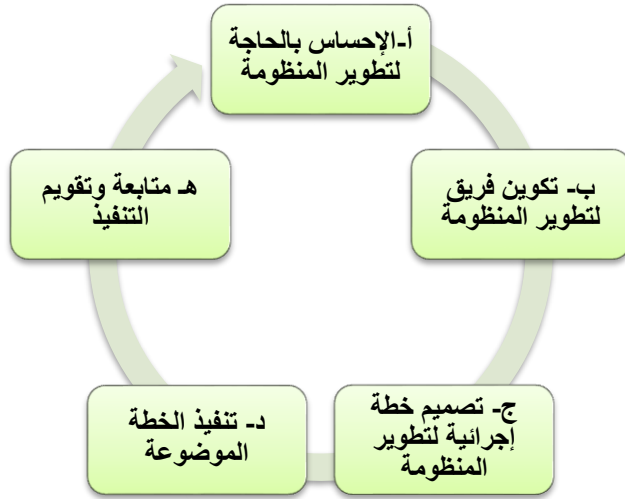 أ-الإحساس بالحاجة
لتطوير المنظومة
ب- تكوين فريق
لتطوير المنظومة
ج- تصميم خطة
إجرائية لتطوير
المنظومة
د- تنفيذ الخطة
الموضوعة
هـ متابعة وتقويم
التنفيذ